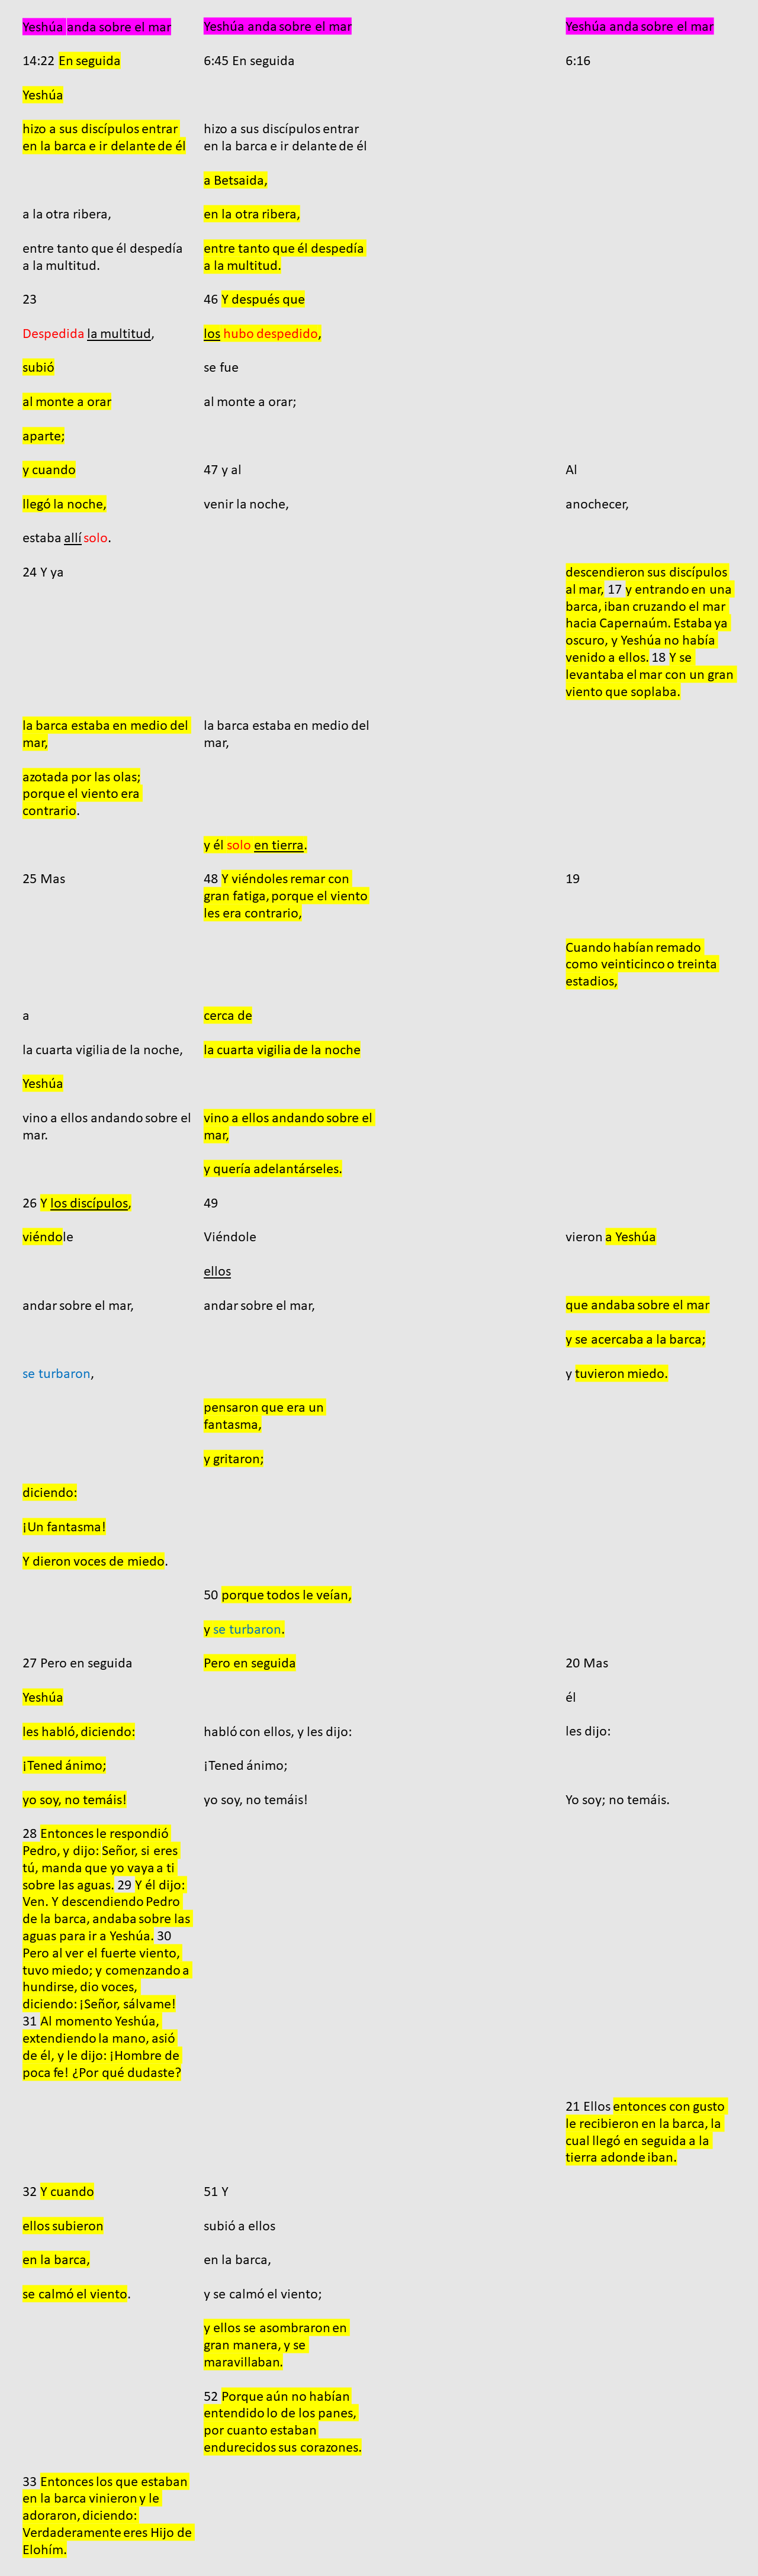 Yeshúa anda sobre el mar
Yeshúa anda sobre el mar
Yeshúa anda sobre el mar
14:22 En seguida
6:45 En seguida
6:16
Yeshúa
hizo a sus discípulos entrar
en la barca e ir delante de él
hizo a sus discípulos entrar
en la barca e ir delante de él
a Betsaida,
a la otra ribera,
en la otra ribera,
entre tanto que él despedía
a la multitud.
entre tanto que él despedía
a la multitud.
23
46 Y después que
Despedida la multitud,
los hubo despedido,
subió
se fue
al monte a orar
al monte a orar;
aparte;
y cuando
47 y al
Al
llegó la noche,
venir la noche,
anochecer,
estaba allí solo.
24 Y ya
descendieron sus discípulos
al mar, 17 y entrando en una
barca, iban cruzando el mar
hacia Capernaúm. Estaba ya
oscuro, y Yeshúa no había
venido a ellos. 18 Y se
levantaba el mar con un gran
viento que soplaba.
la barca estaba en medio del
mar,
la barca estaba en medio del
mar,
azotada por las olas;
porque el viento era
contrario.
y él solo en tierra.
25 Mas
48 Y viéndoles remar con
gran fatiga, porque el viento
les era contrario,
19
Cuando habían remado
como veinticinco o treinta
estadios,
a
cerca de
la cuarta vigilia de la noche,
la cuarta vigilia de la noche
Yeshúa
vino a ellos andando sobre el
mar.
vino a ellos andando sobre el
mar,
y quería adelantárseles.
26 Y los discípulos,
49
viéndole
Viéndole
vieron a Yeshúa
ellos
andar sobre el mar,
andar sobre el mar,
que andaba sobre el mar
y se acercaba a la barca;
se turbaron,
y tuvieron miedo.
pensaron que era un
fantasma,
y gritaron;
diciendo:
¡Un fantasma!
Y dieron voces de miedo.
50 porque todos le veían,
y se turbaron.
27 Pero en seguida
Pero en seguida
20 Mas
Yeshúa
él
les habló, diciendo:
habló con ellos, y les dijo:
les dijo:
¡Tened ánimo;
¡Tened ánimo;
yo soy, no temáis!
yo soy, no temáis!
Yo soy; no temáis.
28 Entonces le respondió
Pedro, y dijo: Señor, si eres
tú, manda que yo vaya a ti
sobre las aguas. 29 Y él dijo:
Ven. Y descendiendo Pedro
de la barca, andaba sobre las
aguas para ir a Yeshúa. 30
Pero al ver el fuerte viento,
tuvo miedo; y comenzando a
hundirse, dio voces,
diciendo: ¡Señor, sálvame!
31 Al momento Yeshúa,
extendiendo la mano, asió
de él, y le dijo: ¡Hombre de
poca fe! ¿Por qué dudaste?
21 Ellos entonces con gusto
le recibieron en la barca, la
cual llegó en seguida a la
tierra adonde iban.
32 Y cuando
51 Y
ellos subieron
subió a ellos
en la barca,
en la barca,
se calmó el viento.
y se calmó el viento;
y ellos se asombraron en
gran manera, y se
maravillaban.
52 Porque aún no habían
entendido lo de los panes,
por cuanto estaban
endurecidos sus corazones.
33 Entonces los que estaban
en la barca vinieron y le
adoraron, diciendo:
Verdaderamente eres Hijo de
Elohím.